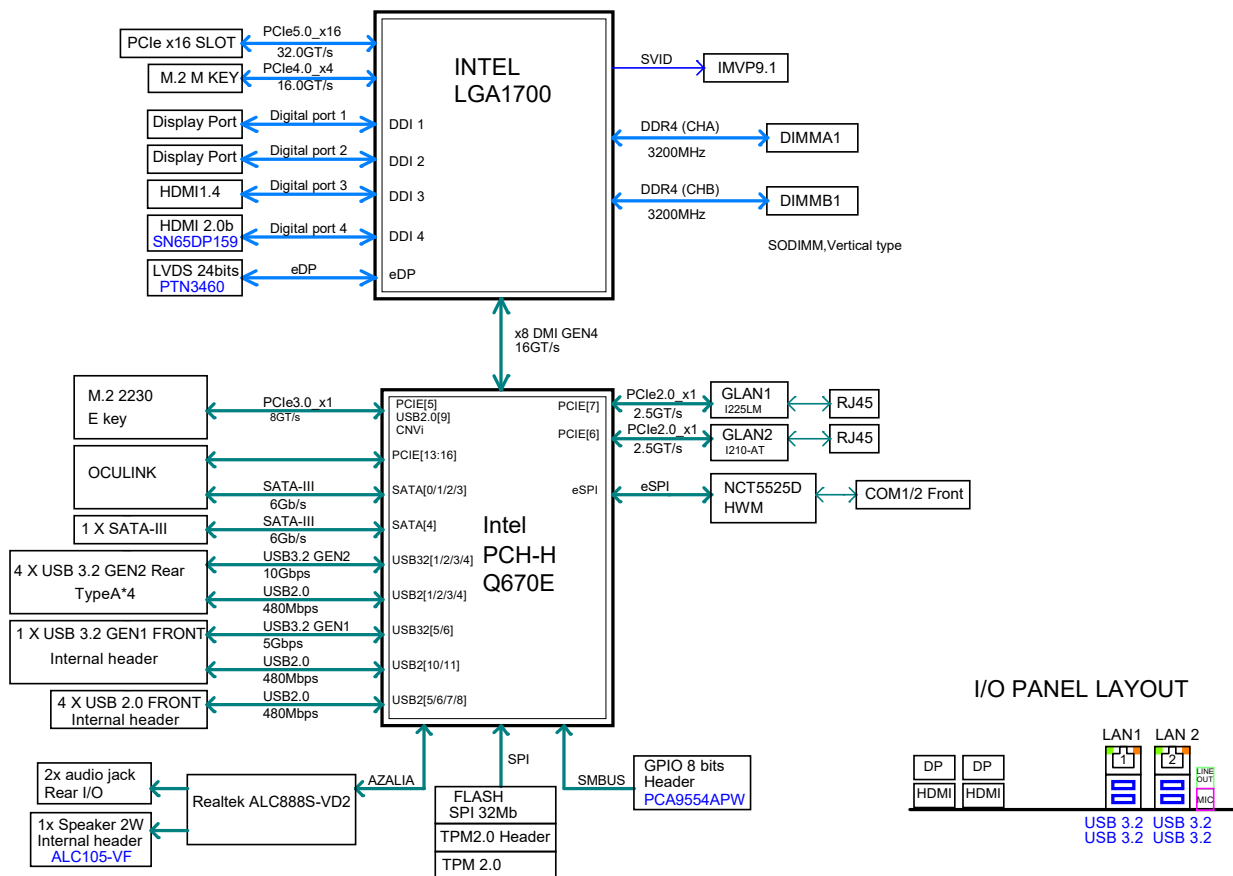 PCIe x16 SLOT
PCIe5.0_x16
32.0GT/s
M.2 M KEY
PCIe4.0_x4
16.0GT/s
Display Port
Digital port 1
DDI 1
Display Port
Digital port 2
DDI 2
HDMI1.4
Digital port 3
DDI 3
HDMI 2.0b
SN65DP159
Digital port 4
DDI 4
LVDS 24bits
PTN3460
eDP
eDP
INTEL
LGA1700
SVID
IMVP9.1
DDR4 (CHA)
3200MHz
DIMMA1
DDR4 (CHB)
3200MHz
DIMMB1
SODIMM,Vertical type
x8 DMI GEN4
16GT/s
M.2 2230
E key
PCIe3.0_x1
8GT/s
PCIE[5]
USB2.0[9]
CNVi
OCULINK
PCIE[13:16]
SATA-III
6Gb/s
SATA[0/1/2/3]
1 X SATA-III
SATA-III
6Gb/s
SATA[4]
4 X USB 3.2 GEN2 Rear
TypeA*4
USB3.2 GEN2
10Gbps
USB32[1/2/3/4]
USB2.0
480Mbps
USB2[1/2/3/4]
1 X USB 3.2 GEN1 FRONT
Internal header
USB3.2 GEN1
5Gbps
USB32[5/6]
USB2.0
480Mbps
USB2[10/11]
4 X USB 2.0 FRONT
Internal header
USB2.0
480Mbps
USB2[5/6/7/8]
Intel
PCH-H
Q670E
PCIE[7]
PCIe2.0_x1
2.5GT/s
GLAN1
I225LM
RJ45
PCIE[6]
PCIe2.0_x1
2.5GT/s
GLAN2
I210-AT
RJ45
eSPI
eSPI
NCT5525D
HWM
COM1/2 Front
2x audio jack
Rear I/O
1x Speaker 2W
Internal header
ALC105-VF
Realtek ALC888S-VD2
AZALIA
SPI
FLASH
SPI 32Mb
TPM2.0 Header
TPM 2.0
SMBUS
GPIO 8 bits
Header
PCA9554APW
I/O PANEL LAYOUT
DP
DP
HDMI
HDMI
LAN1
LAN 2
1
2
LINE
OUT
MIC
USB 3.2
USB 3.2
USB 3.2
USB 3.2